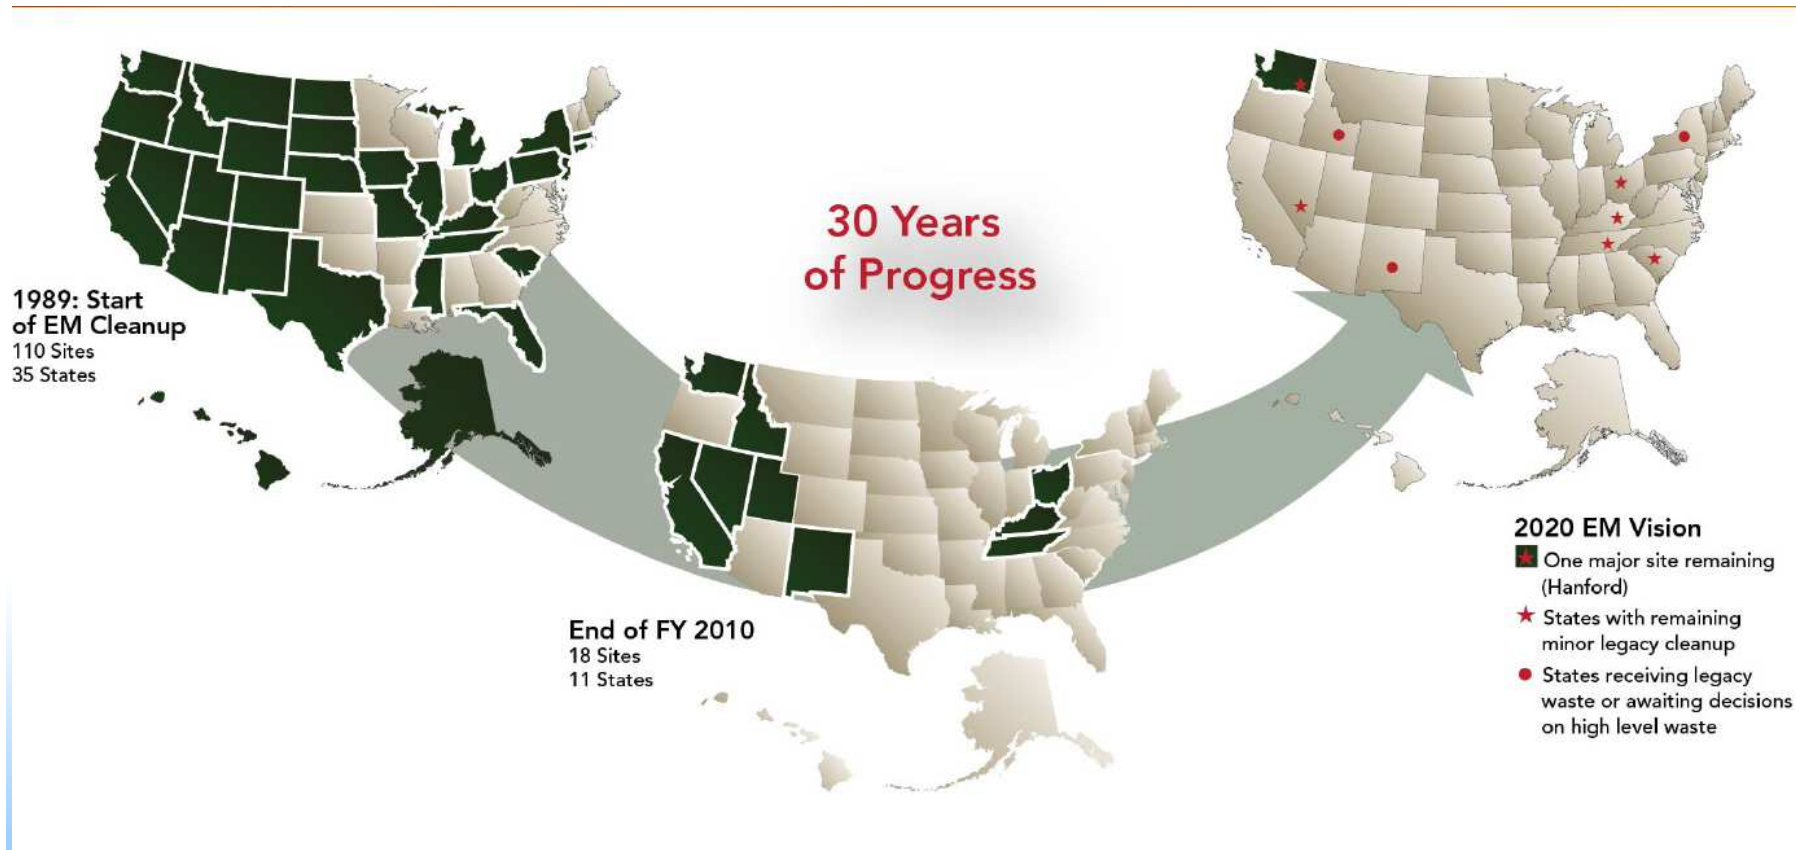 30 Years
of Progress
1989: Start
of EM Cleanup
110 Sites
35 States
End of FY 2010
18 Sites
11 States
2020 EM Vision
One major site remaining
(Hanford)
States with remaining
minor legacy cleanup
States receiving legacy
waste or awaiting decisions
on high level waste